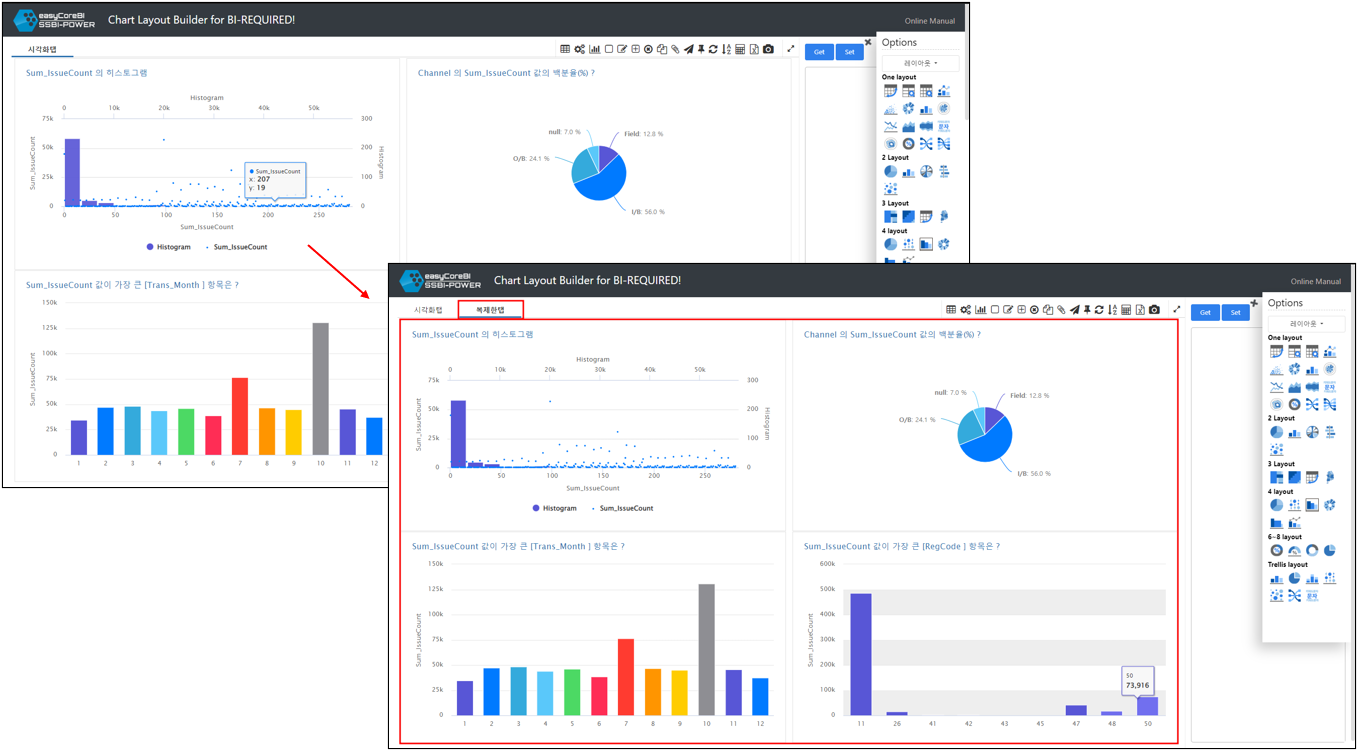 easyCoreBI
SSBI-POWER
Chart Layout Builder for BI-REQUIRED!
Online Manual
시각화탭
Get
Set
Options
레이아웃
One layout
2 Layout
3 Layout
4 layout
Sum_IssueCount 의 히스토그램
Histogram
0 10k 20k 30k 40k 50k
75k
50k
25k
0
Sum_IssueCount
300
200
100
0
Histogram
Sum_IssueCount
x: 207
y: 19
0 50 100 150 200 250
Sum_IssueCount
Histogram
Sum_IssueCount
Channel 의 Sum_IssueCount 값의 백분율(%) ?
null: 7.0 %
Field: 12.8 %
O/B: 24.1 %
I/B: 56.0 %
Sum_IssueCount 값이 가장 큰 [Trans_Month ] 항목은 ?
150k
125k
100k
75k
50k
25k
0
Sum_IssueCount
1 2 3 4 5 6 7 8 9 10 11 12
easyCoreBI
SSBI-POWER
Chart Layout Builder for BI-REQUIRED!
Online Manual
시각화탭
복제한탭
Get
Set
Options
레이아웃
One layout
문자
2 Layout
3 Layout
4 layout
6~8 layout
Trellis layout
문자
Sum_IssueCount 의 히스토그램
Histogram
0 10k 20k 30k 40k 50k
75k
50k
25k
0
Sum_IssueCount
300
200
100
0
Histogram
0 50 100 150 200 250
Sum_IssueCount
Histogram
Sum_IssueCount
Channel 의 Sum_IssueCount 값의 백분율(%) ?
null: 7.0 %
Field: 12.8 %
O/B: 24.1 %
I/B: 56.0 %
Sum_IssueCount 값이 가장 큰 [Trans_Month ] 항목은 ?
150k
125k
100k
75k
50k
25k
0
Sum_IssueCount
1 2 3 4 5 6 7 8 9 10 11 12
Sum_IssueCount 값이 가장 큰 [RegCode ] 항목은 ?
600k
500k
400k
300k
200k
100k
0
Sum_IssueCount
50
73,916
11 26 41 42 43 45 47 48 50